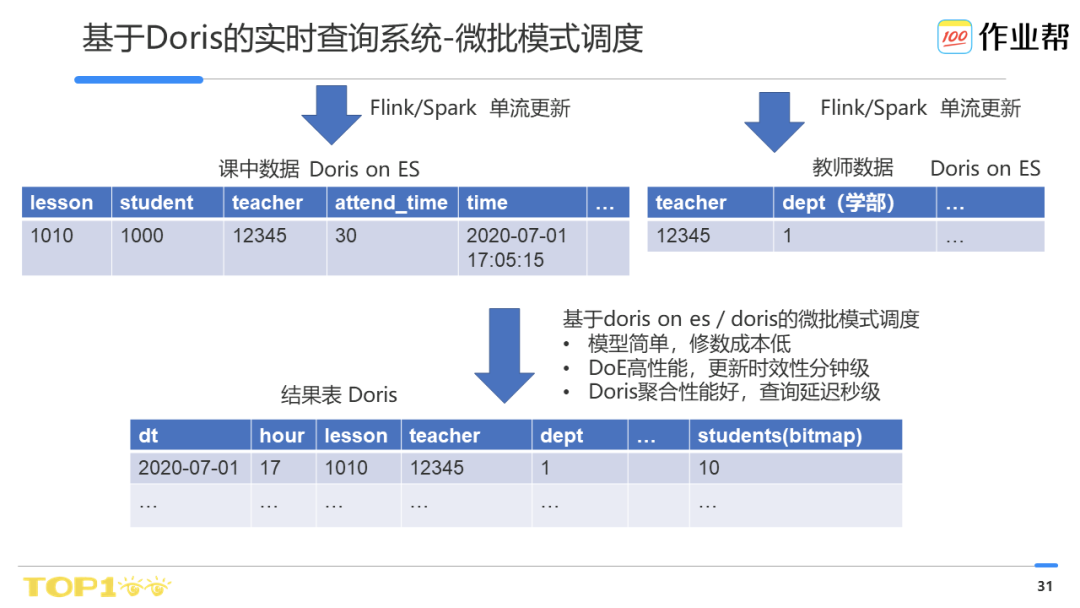 基于Doris的实时查询系统-微批模式调度
100 作业帮
Flink/Spark 单流更新
Flink/Spark 单流更新
课中数据 Doris on ES
教师数据 Doris on ES
lesson student teacher attend_time time …
1010 1000 12345 30 2020-07-01
17:05:15
teacher dept（学部） …
12345 1 …
基于doris on es / doris的微批模式调度
• 模型简单，修数成本低
• DoE高性能，更新时效性分钟级
• Doris聚合性能好，查询延迟秒级
结果表 Doris
dt hour lesson teacher dept … students(bitmap)
2020-07-01 17 1010 12345 1 10
… … … … … …
TOP100
31